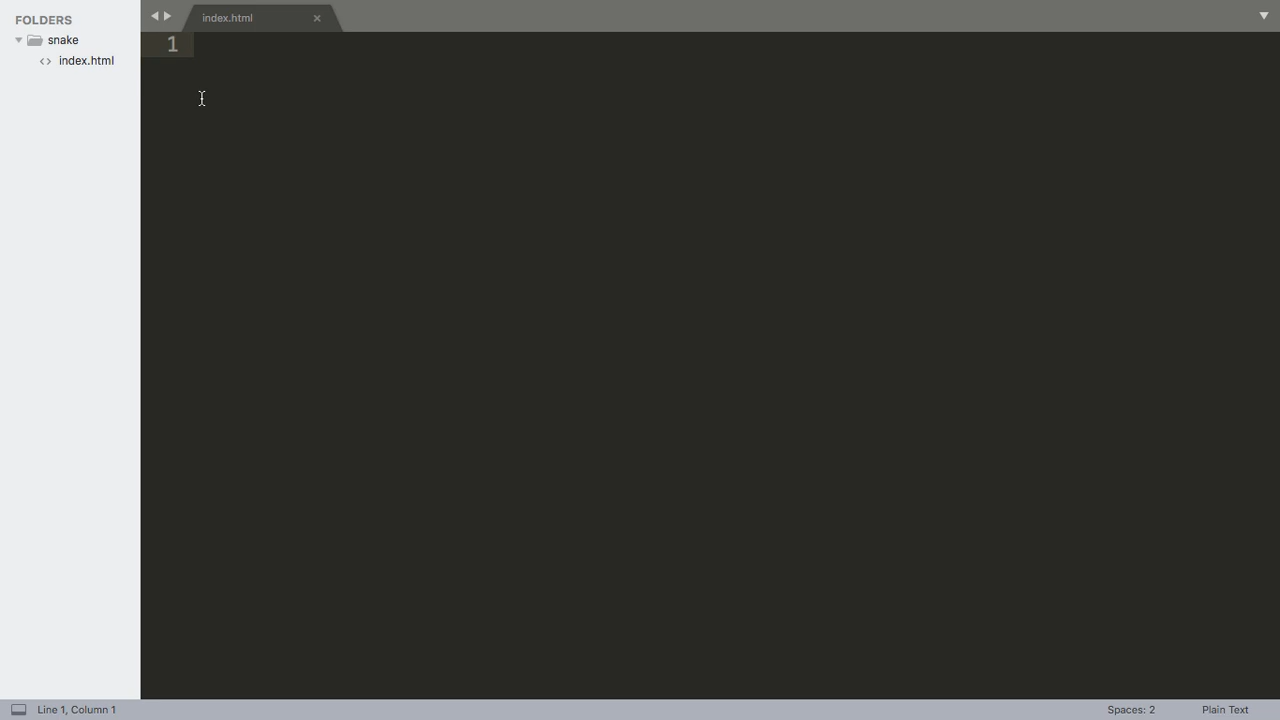 FOLDERS
snake
<> index.html
index.html
1
Line 1, Column 1
Spaces: 2
Plain Text